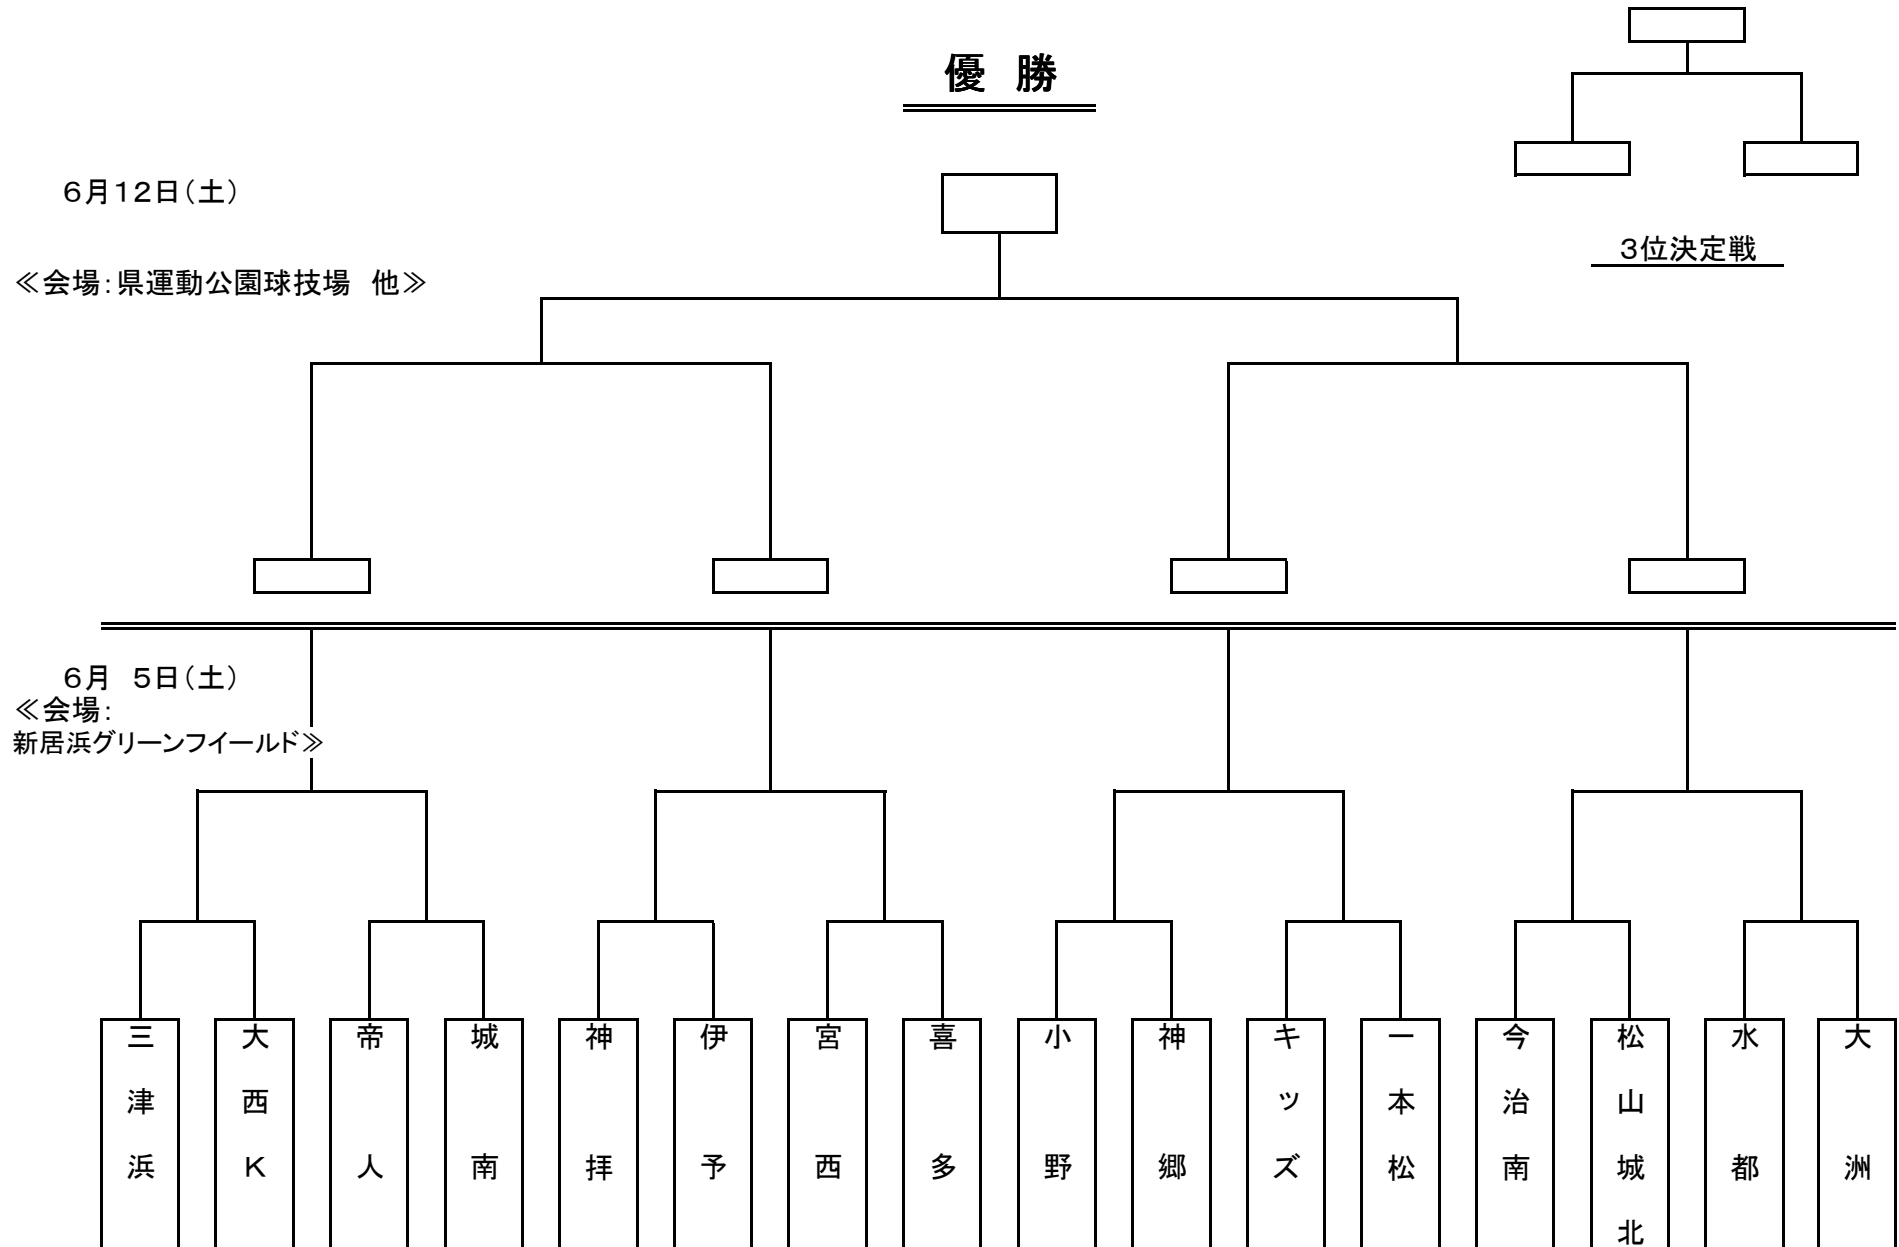 優　勝
6月12日（土）
3位決定戦
≪会場：県運動公園球技場　他≫
6月　5日（土）
≪会場：
新居浜グリーンフイールド≫
三津浜
大西K
帝人
城南
神拝
伊予
宮西
喜多
小野
神郷
キッズ
一本松
今治南
松山城北
水都
大洲